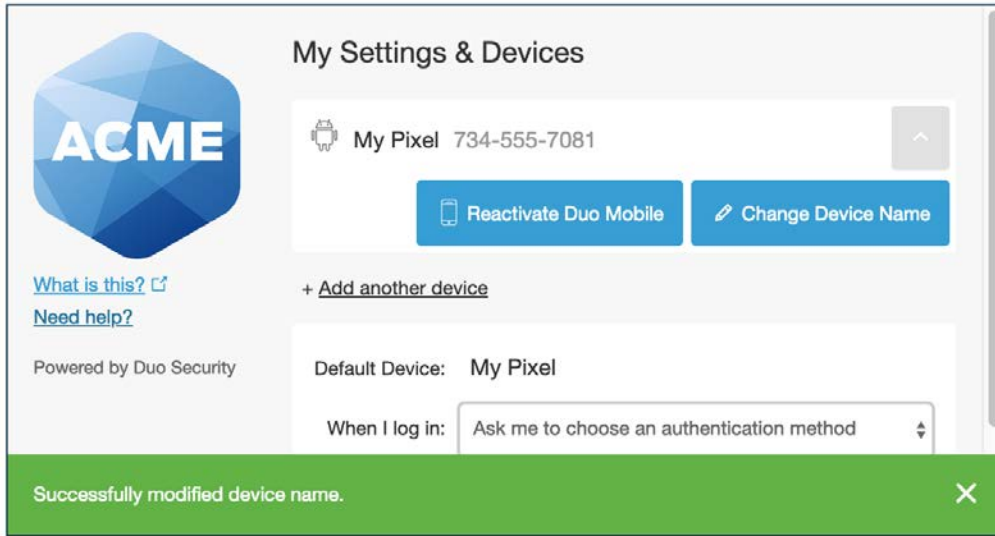 ACME
What is this?
Need help?
Powered by Duo Security
My Settings & Devices
My Pixel 734-555-7081
Reactivate Duo Mobile
Change Device Name
+ Add another device
Default Device: My Pixel
When I log in: Ask me to choose an authentication method
Successfully modified device name.